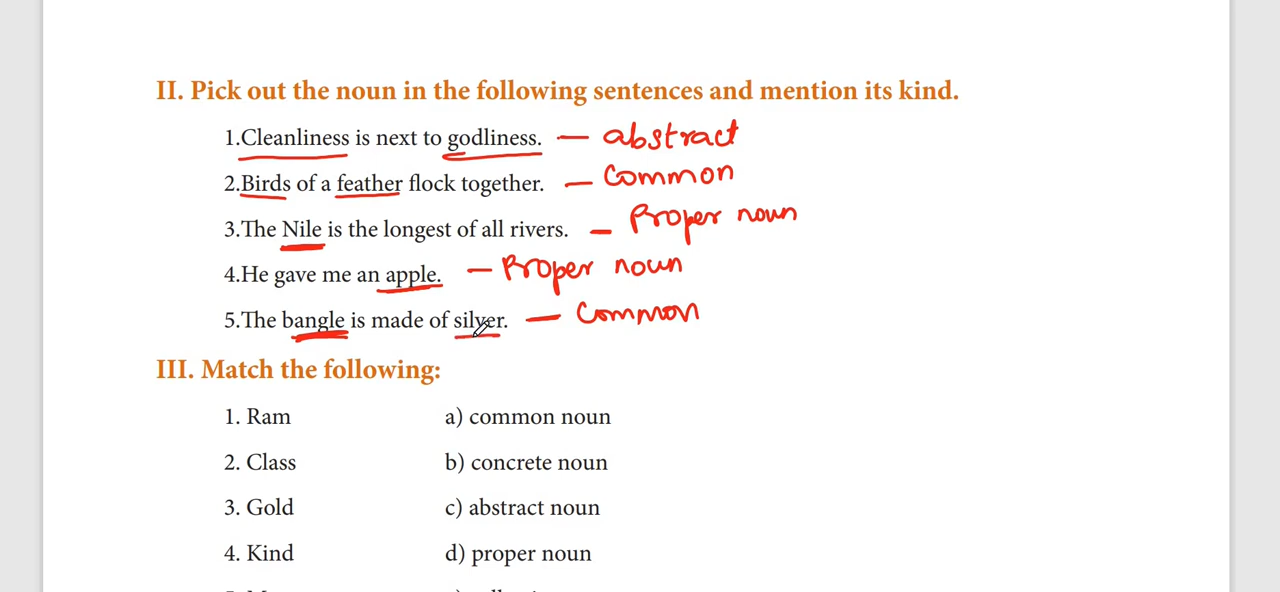 II. Pick out the noun in the following sentences and mention its kind.
1.Cleanliness is next to godliness. — abstract
2.Birds of a feather flock together. — Common
3.The Nile is the longest of all rivers. — Proper noun
4.He gave me an apple. — Proper noun
5.The bangle is made of silver. — Common
III. Match the following:
1. Ram a) common noun
2. Class b) concrete noun
3. Gold c) abstract noun
4. Kind d) proper noun